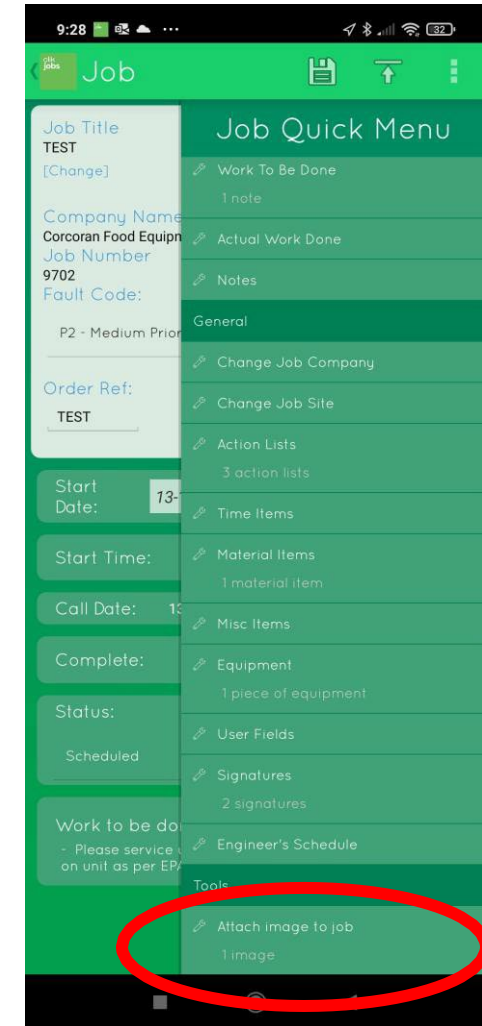 9:28
32
clik
jobs
Job
Job Title
TEST
[Change]
Company Name
Corcoran Food Equipn
Job Number
9702
Fault Code:
P2 - Medium Prior
Order Ref:
TEST
Start
Date:
13-
Start Time:
Call Date: 13
Complete:
Status:
Scheduled
Work to be do
- Please service
on unit as per EPA
Job Quick Menu
Work To Be Done
1 note
Actual Work Done
Notes
General
Change Job Company
Change Job Site
Action Lists
3 action lists
Time Items
Material Items
1 material item
Misc Items
Equipment
1 piece of equipment
User Fields
Signatures
2 signatures
Engineer's Schedule
Tools
Attach image to job
1 image